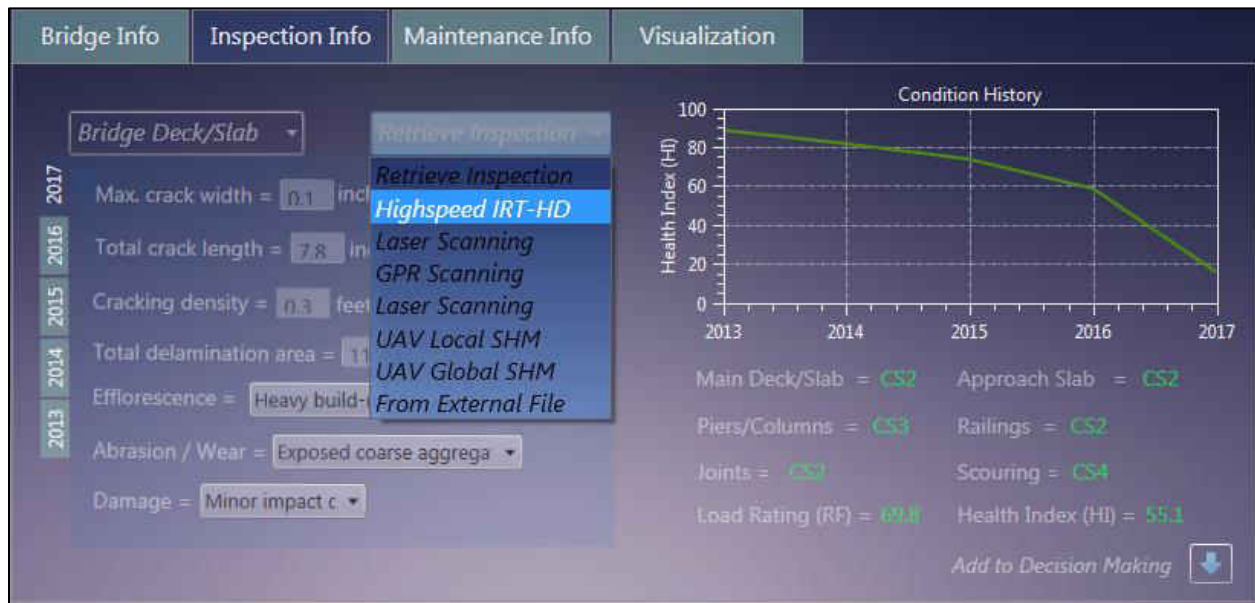 Bridge Info Inspection Info Maintenance Info Visualization
Bridge Deck/Slab Retrieve Inspection
Retrieve Inspection
Highspeed IRT-HD
Laser Scanning
GPR Scanning
Laser Scanning
UAV Local SHM
UAV Global SHM
From External File
2017
2016
2015
2014
2013
Max. crack width = 0.1 incl
Total crack length = 7.8 in
Cracking density = 0.3 feet
Total delamination area = 11
Efflorescence = Heavy build-
Abrasion / Wear = Exposed coarse aggrega
Damage = Minor impact c
Condition History
Health Index (HI)
100
80
60
40
20
0
2013 2014 2015 2016 2017
Main Deck/Slab = CS2 Approach Slab = CS2
Piers/Columns = CS3 Railings = CS2
Joints = CS2 Scouring = CS4
Load Rating (RF) = 69.8 Health Index (HI) = 55.1
Add to Decision Making